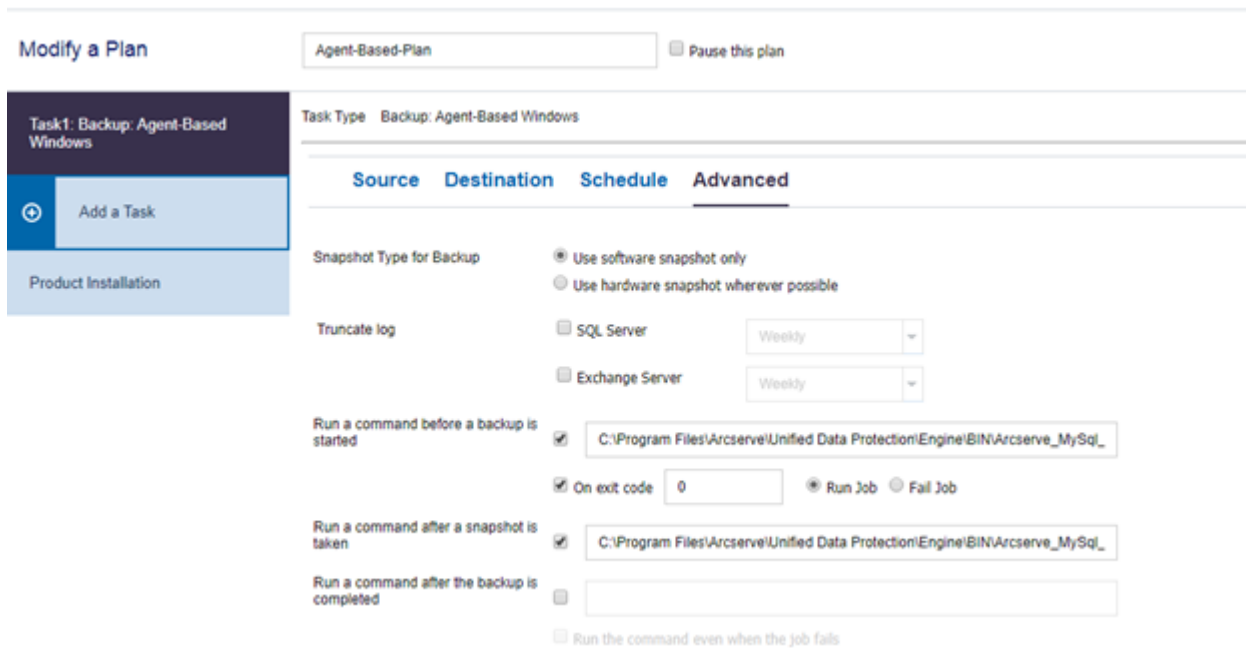 Modify a Plan
Agent-Based-Plan
Pause this plan
Task1: Backup: Agent-Based
Windows
Add a Task
Product Installation
Task Type Backup: Agent-Based Windows
Source Destination Schedule Advanced
Snapshot Type for Backup
Use software snapshot only
Use hardware snapshot wherever possible
Truncate log
SQL Server
Weekly
Exchange Server
Weekly
Run a command before a backup is
started
C:\Program Files\Arcserve\Unified Data Protection\Engine\BIN\Arcserve_MySql_
On exit code
0
Run Job
Fail Job
Run a command after a snapshot is
taken
C:\Program Files\Arcserve\Unified Data Protection\Engine\BIN\Arcserve_MySql_
Run a command after the backup is
completed
Run the command even when the job fails